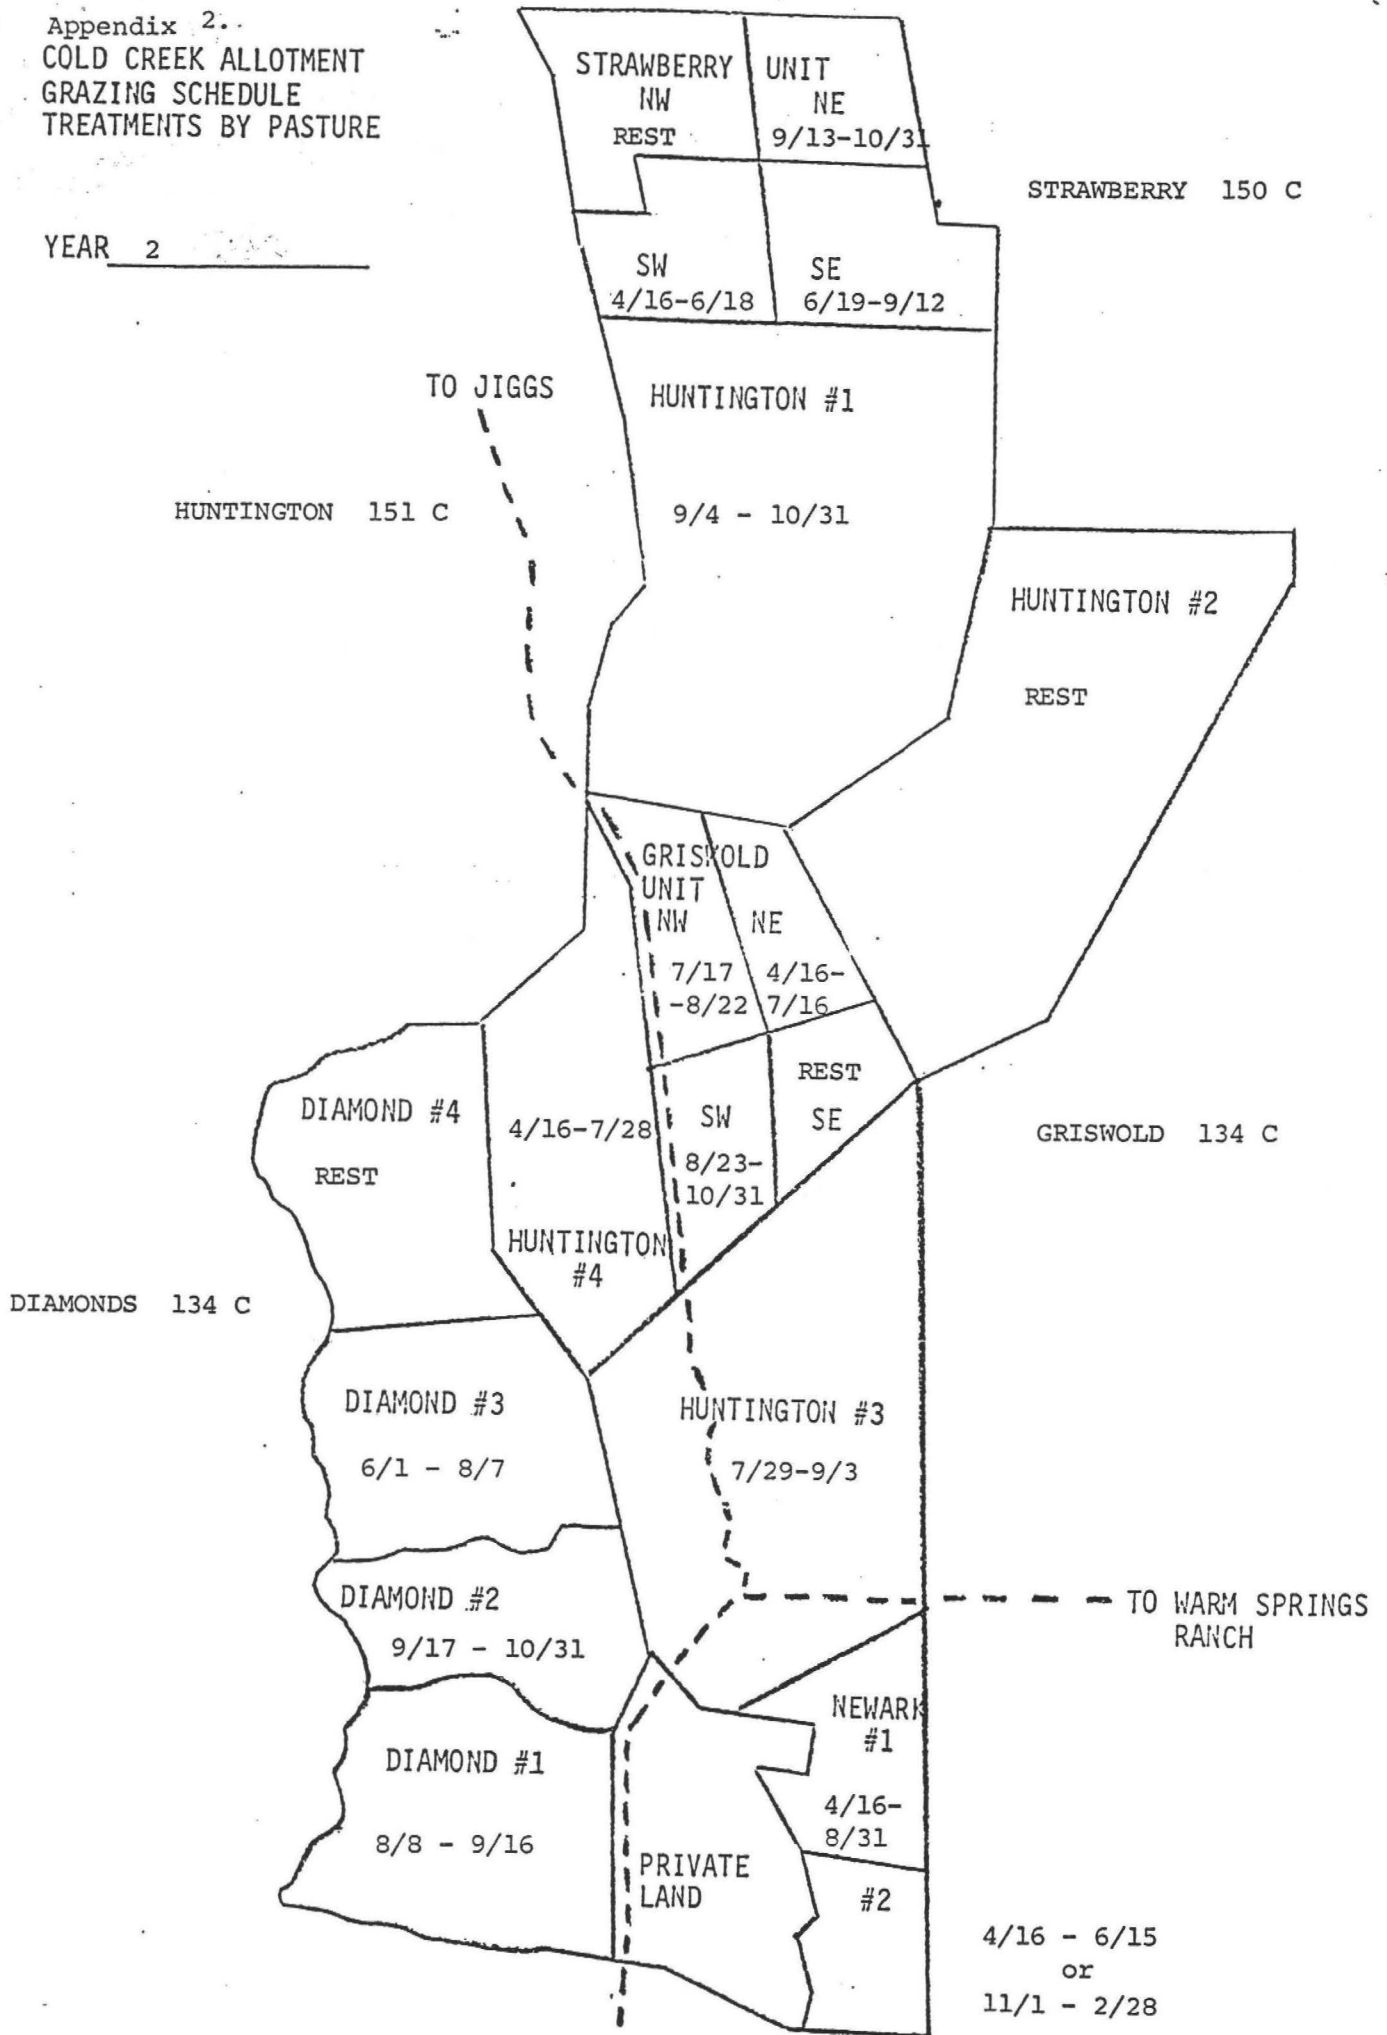 Appendix 2.
COLD CREEK ALLOTMENT
GRAZING SCHEDULE
TREATMENTS BY PASTURE
YEAR 2
STRAWBERRY UNIT
NW
REST
NE
9/13-10/31
STRAWBERRY 150 C
SW
4/16-6/18
SE
6/19-9/12
TO JIGGS
HUNTINGTON #1
9/4 - 10/31
HUNTINGTON 151 C
HUNTINGTON #2
REST
GRISWOLD
UNIT
NW
7/17
-8/22
NE
4/16-
7/16
REST
SE
SW
8/23-
10/31
GRISWOLD 134 C
DIAMOND #4
REST
4/16-7/28
HUNTINGTON
#4
DIAMONDS 134 C
DIAMOND #3
6/1 - 8/7
HUNTINGTON #3
7/29-9/3
DIAMOND #2
9/17 - 10/31
TO WARM SPRINGS
RANCH
DIAMOND #1
8/8 - 9/16
NEWARK
#1
4/16-
8/31
PRIVATE
LAND
#2
4/16 - 6/15
or
11/1 - 2/28